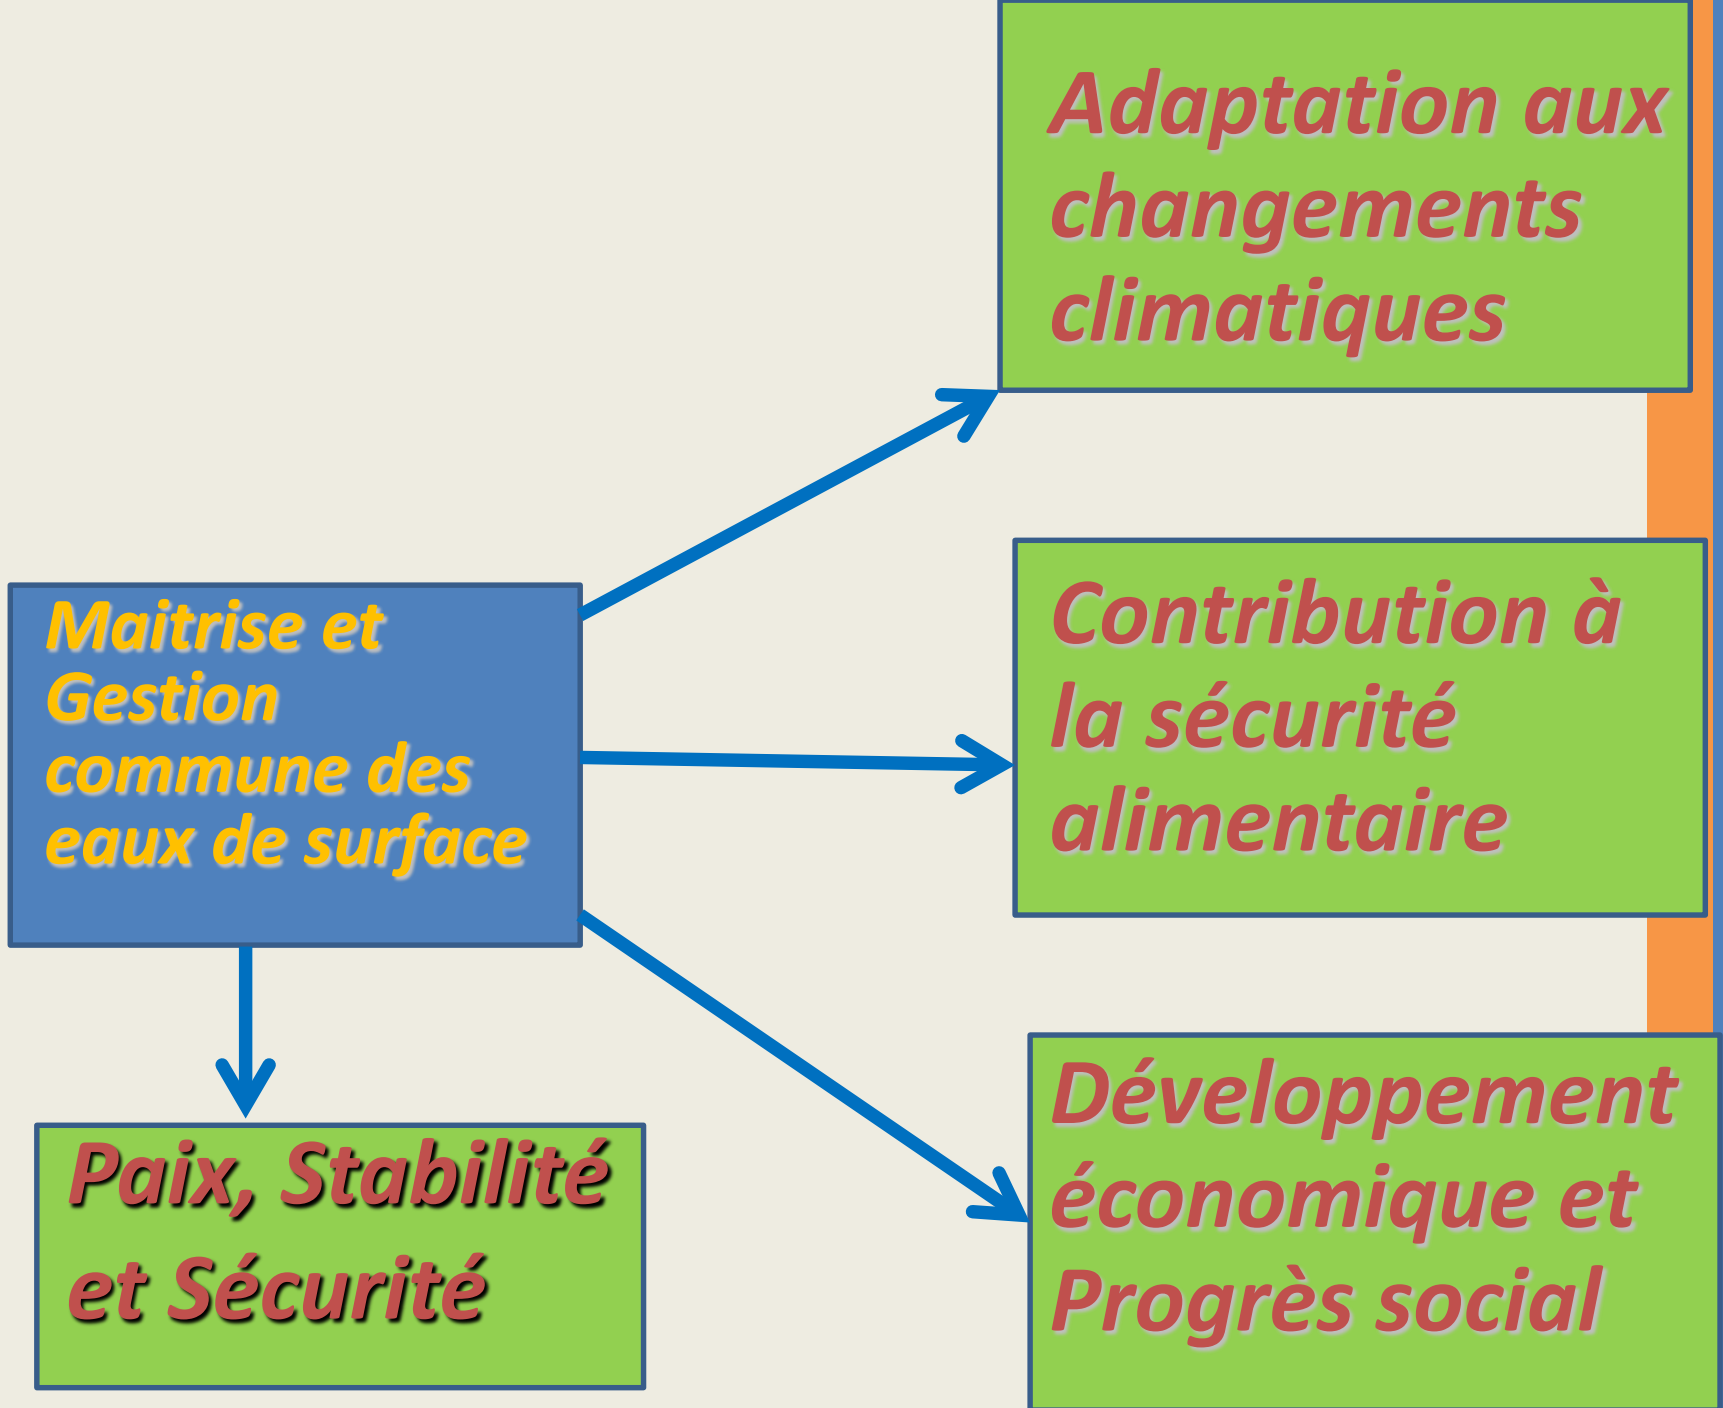 Adaptation aux
changements
climatiques
Maitrise et
Gestion
commune des
eaux de surface
Contribution à
la sécurité
alimentaire
Paix, Stabilité
et Sécurité
Développement
économique et
Progrès social